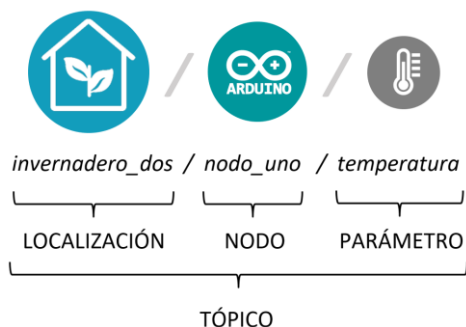 ARDUINO
invernadero_dos / nodo_uno / temperatura
LOCALIZACIÓN NODO PARÁMETRO
TÓPICO